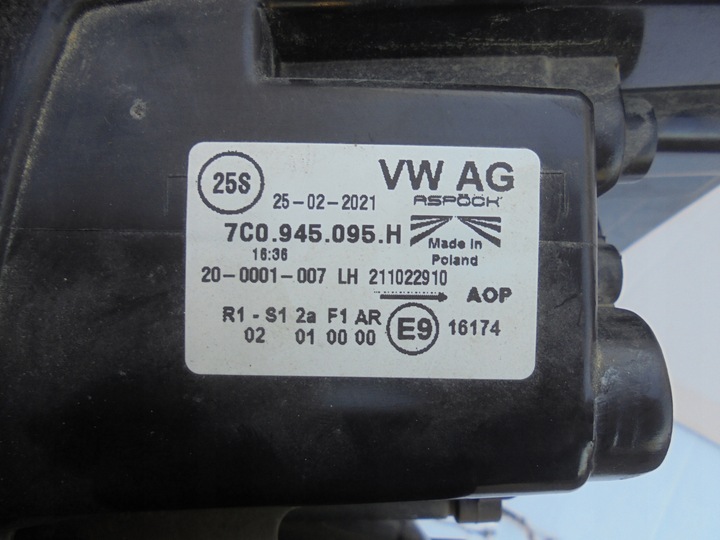 25S
VW AG
25-02-2021
ASPÖCK
7C0.945.095.H
Made in
Poland
16:36
20-0001-007 LH 211022910
AOP
R1 - S1 2a F1 AR
02 01 00 00
E9
16174